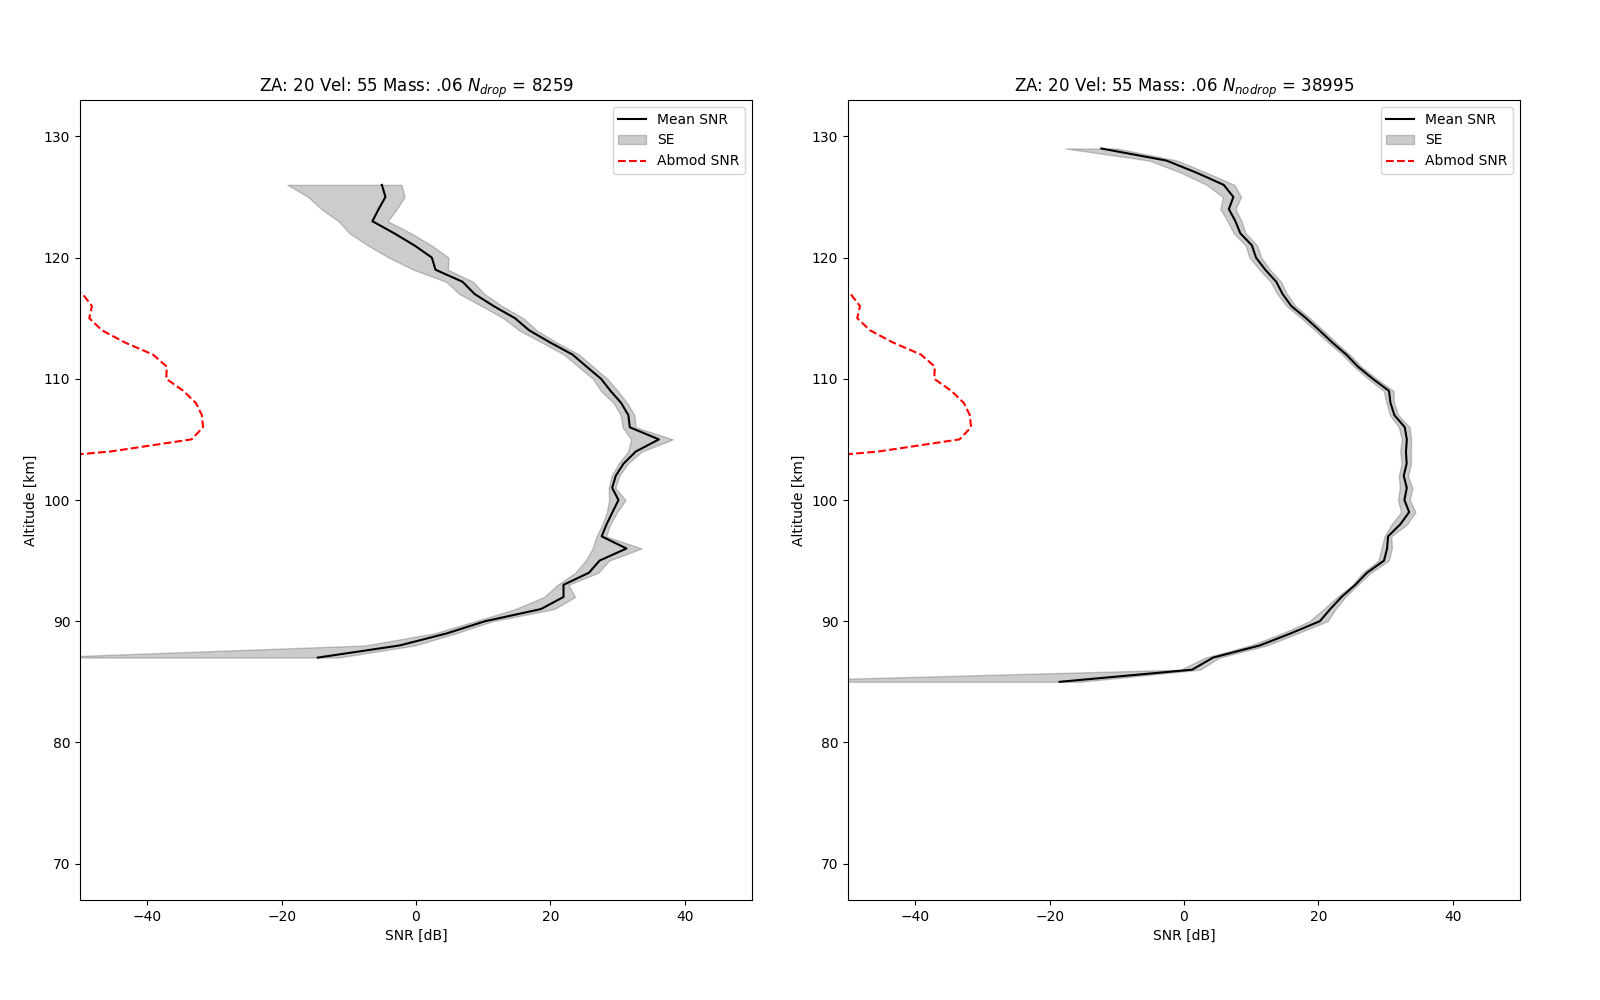 ZA: 20 Vel: 55 Mass: .06 N_drop = 8259
Mean SNR
SE
Abmod SNR
130
120
110
100
90
80
70
Altitude [km]
−40
−20
0
20
40
SNR [dB]
ZA: 20 Vel: 55 Mass: .06 N_nodrop = 38995
Mean SNR
SE
Abmod SNR
130
120
110
100
90
80
70
Altitude [km]
−40
−20
0
20
40
SNR [dB]